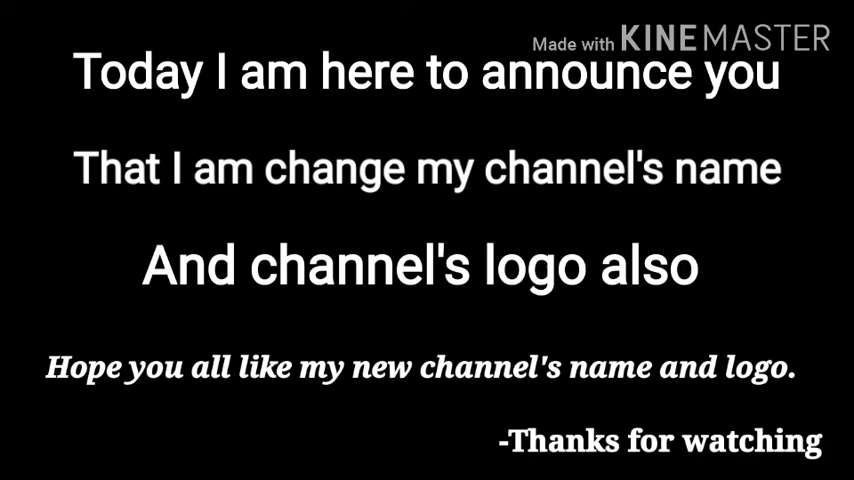 Made with KINEMASTER
Today I am here to announce you
That I am change my channel's name
And channel's logo also
Hope you all like my new channel's name and logo.
-Thanks for watching